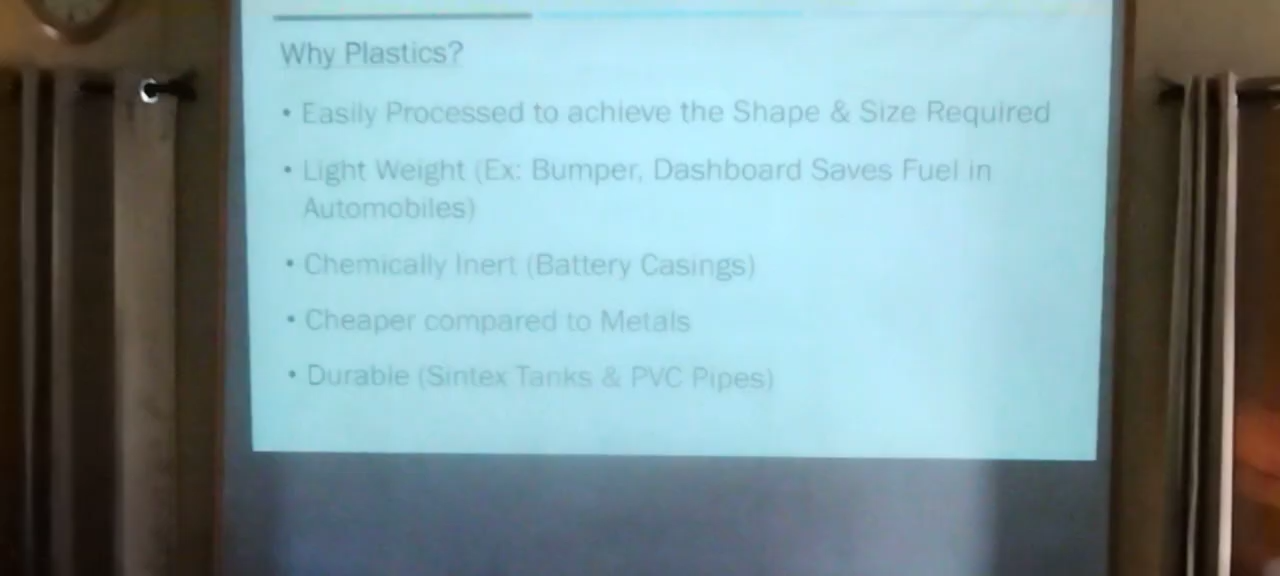 Why Plastics?
• Easily Processed to achieve the Shape & Size Required
• Light Weight (Ex: Bumper, Dashboard Saves Fuel in
Automobiles)
• Chemically Inert (Battery Casings)
• Cheaper compared to Metals
• Durable (Sintex Tanks & PVC Pipes)